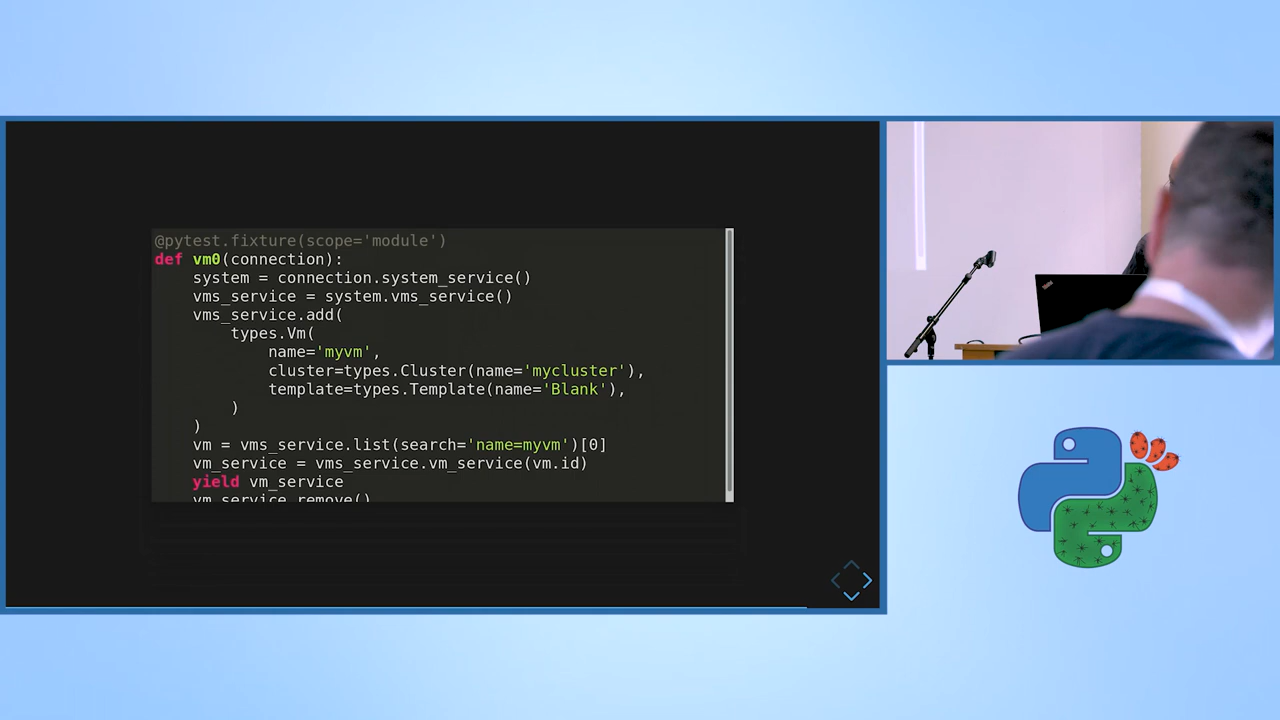 @pytest.fixture(scope='module')
def vm0(connection):
    system = connection.system_service()
    vms_service = system.vms_service()
    vms_service.add(
        types.Vm(
            name='myvm',
            cluster=types.Cluster(name='mycluster'),
            template=types.Template(name='Blank'),
        )
    )
    vm = vms_service.list(search='name=myvm')[0]
    vm_service = vms_service.vm_service(vm.id)
    yield vm_service
    vm_service.remove()